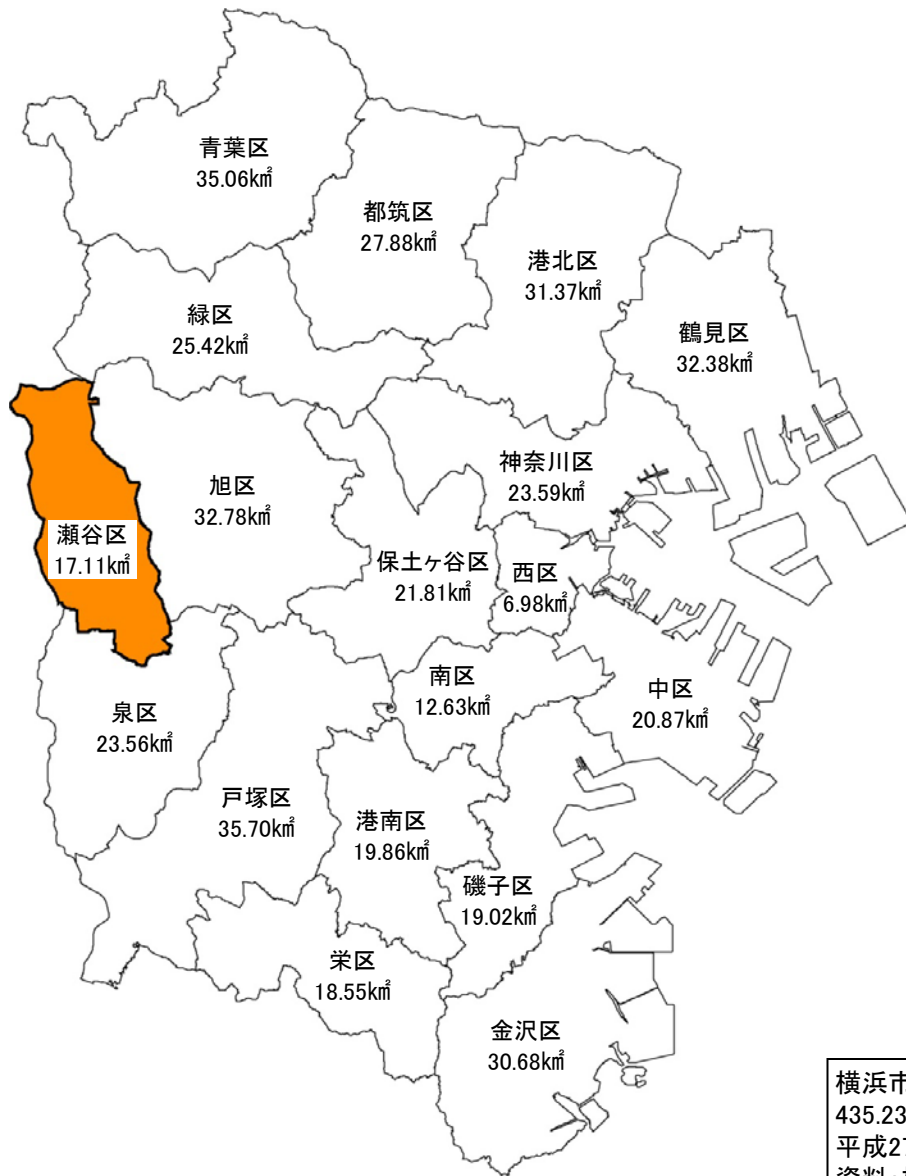 青葉区
35.06k㎡
都筑区
27.88k㎡
港北区
31.37k㎡
緑区
25.42k㎡
鶴見区
32.38k㎡
神奈川区
23.59k㎡
旭区
32.78k㎡
瀬谷区
17.11k㎡
保土ヶ谷区
21.81k㎡
西区
6.98k㎡
南区
12.63k㎡
中区
20.87k㎡
泉区
23.56k㎡
戸塚区
35.70k㎡
港南区
19.86k㎡
磯子区
19.02k㎡
栄区
18.55k㎡
金沢区
30.68k㎡
横浜市
435.23
平成27